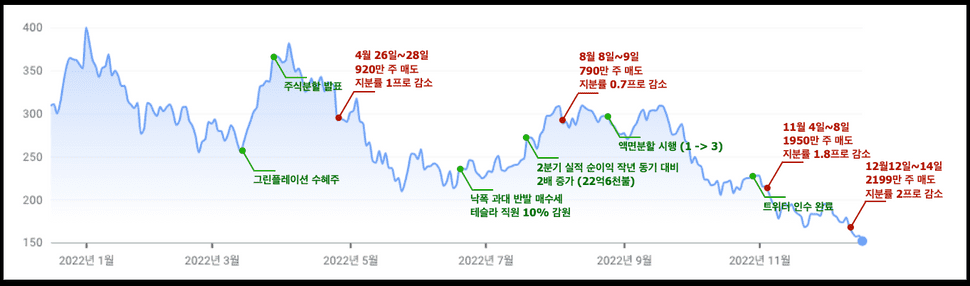 400
350
300
250
200
150
2022년 1월
2022년 3월
2022년 5월
2022년 7월
2022년 9월
2022년 11월
그린플레이션 수혜주
주식분할 발표
4월 26일~28일
920만 주 매도
지분률 1프로 감소
낙폭 과대 반발 매수세
테슬라 직원 10% 감원
2분기 실적 순이익 작년 동기 대비
2배 증가 (22억6천불)
8월 8일~9일
790만 주 매도
지분률 0.7프로 감소
액면분할 시행 (1 -> 3)
트위터 인수 완료
11월 4일~8일
1950만 주 매도
지분률 1.8프로 감소
12월12일~14일
2199만 주 매도
지분률 2프로 감소